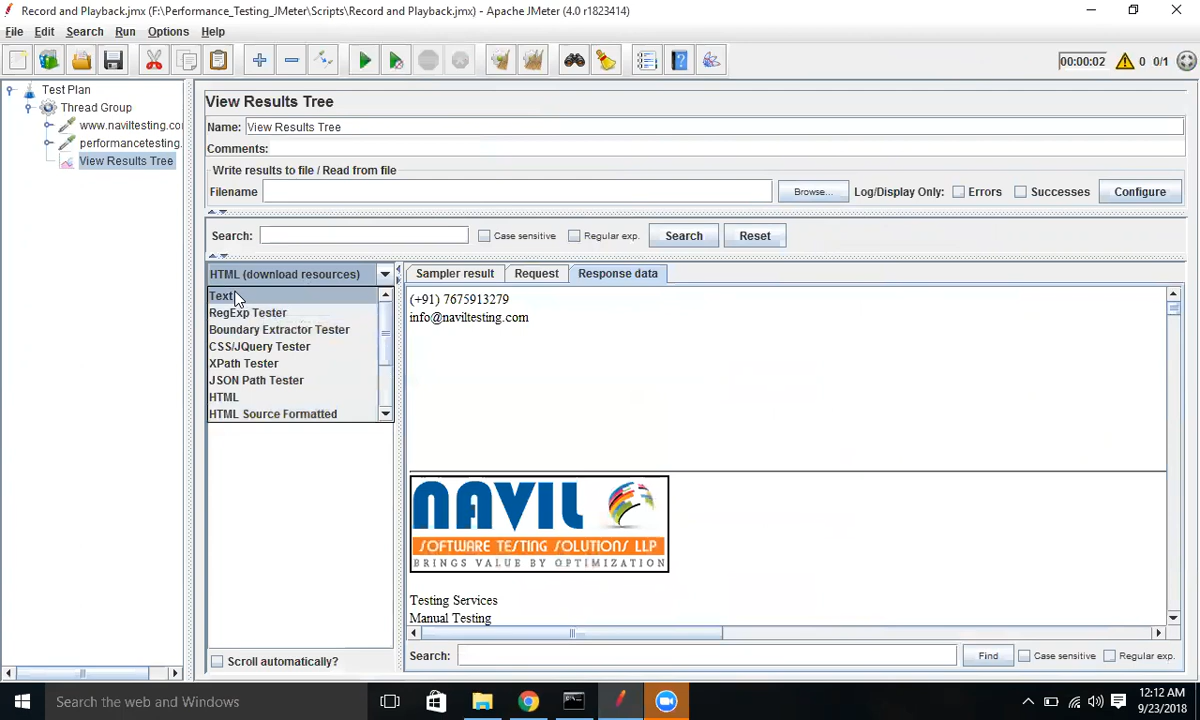 Record and Playback.jmx (F:\Performance_Testing_JMeter\Scripts\Record and Playback.jmx) - Apache JMeter (4.0 r1823414)
File Edit Search Run Options Help
00:00:02 0 0/1
Test Plan
Thread Group
www.naviltesting.co
performancetesting.
View Results Tree
View Results Tree
Name: View Results Tree
Comments:
Write results to file / Read from file
Filename Browse... Log/Display Only: Errors Successes Configure
Search: Case sensitive Regular exp. Search Reset
HTML (download resources)
Text
RegExp Tester
Boundary Extractor Tester
CSS/JQuery Tester
XPath Tester
JSON Path Tester
HTML
HTML Source Formatted
Scroll automatically?
Sampler result Request Response data
(+91) 7675913279
info@naviltesting.com
NAVIL
SOFTWARE TESTING SOLUTIONS LLP
BRINGS VALUE BY OPTIMIZATION
Testing Services
Manual Testing
Search: Find Case sensitive Regular exp.
Search the web and Windows
12:12 AM
9/23/2018